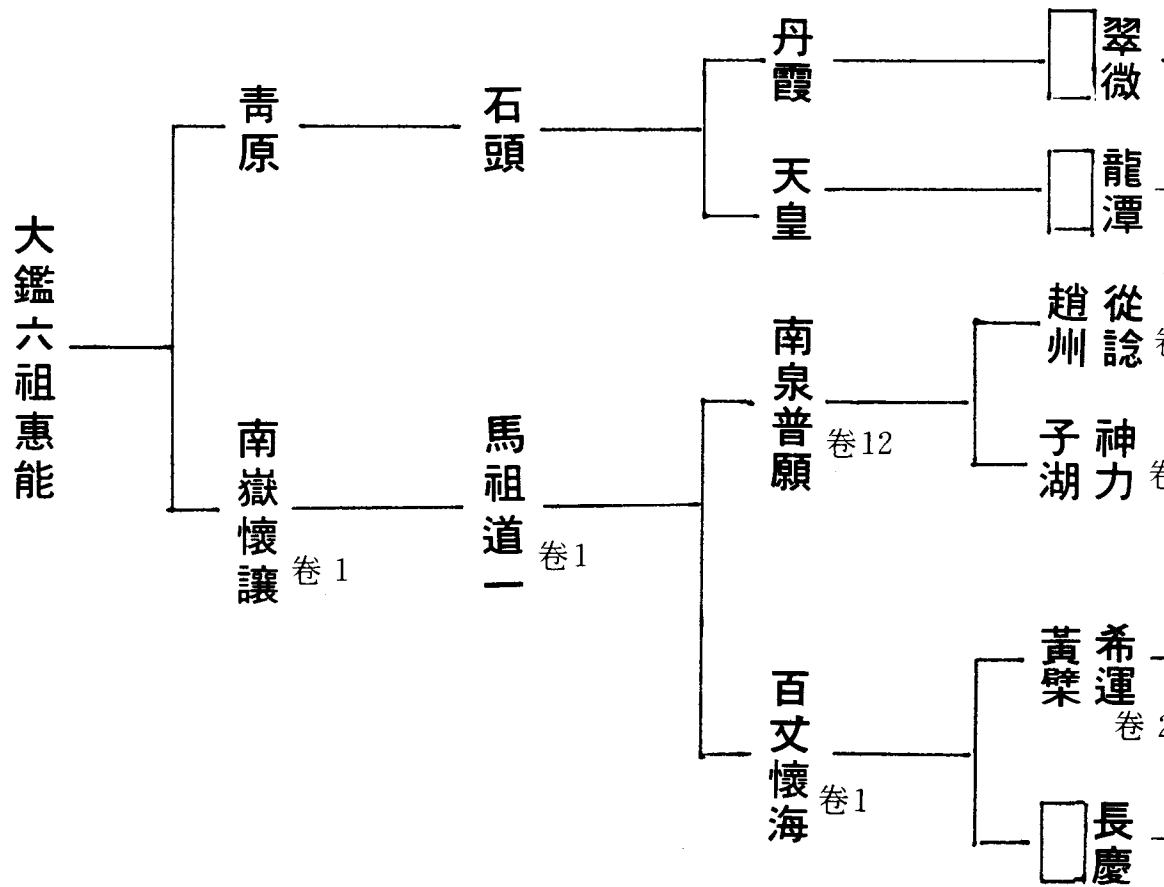 大鑑六祖惠能
靑原
石頭
丹霞
翠微
天皇
龍潭
南嶽懷讓
卷 1
馬祖道一
卷1
南泉普願
卷12
趙州
從諗
子湖
神力
百丈懷海
卷1
黃檗
希運
卷 2
長慶